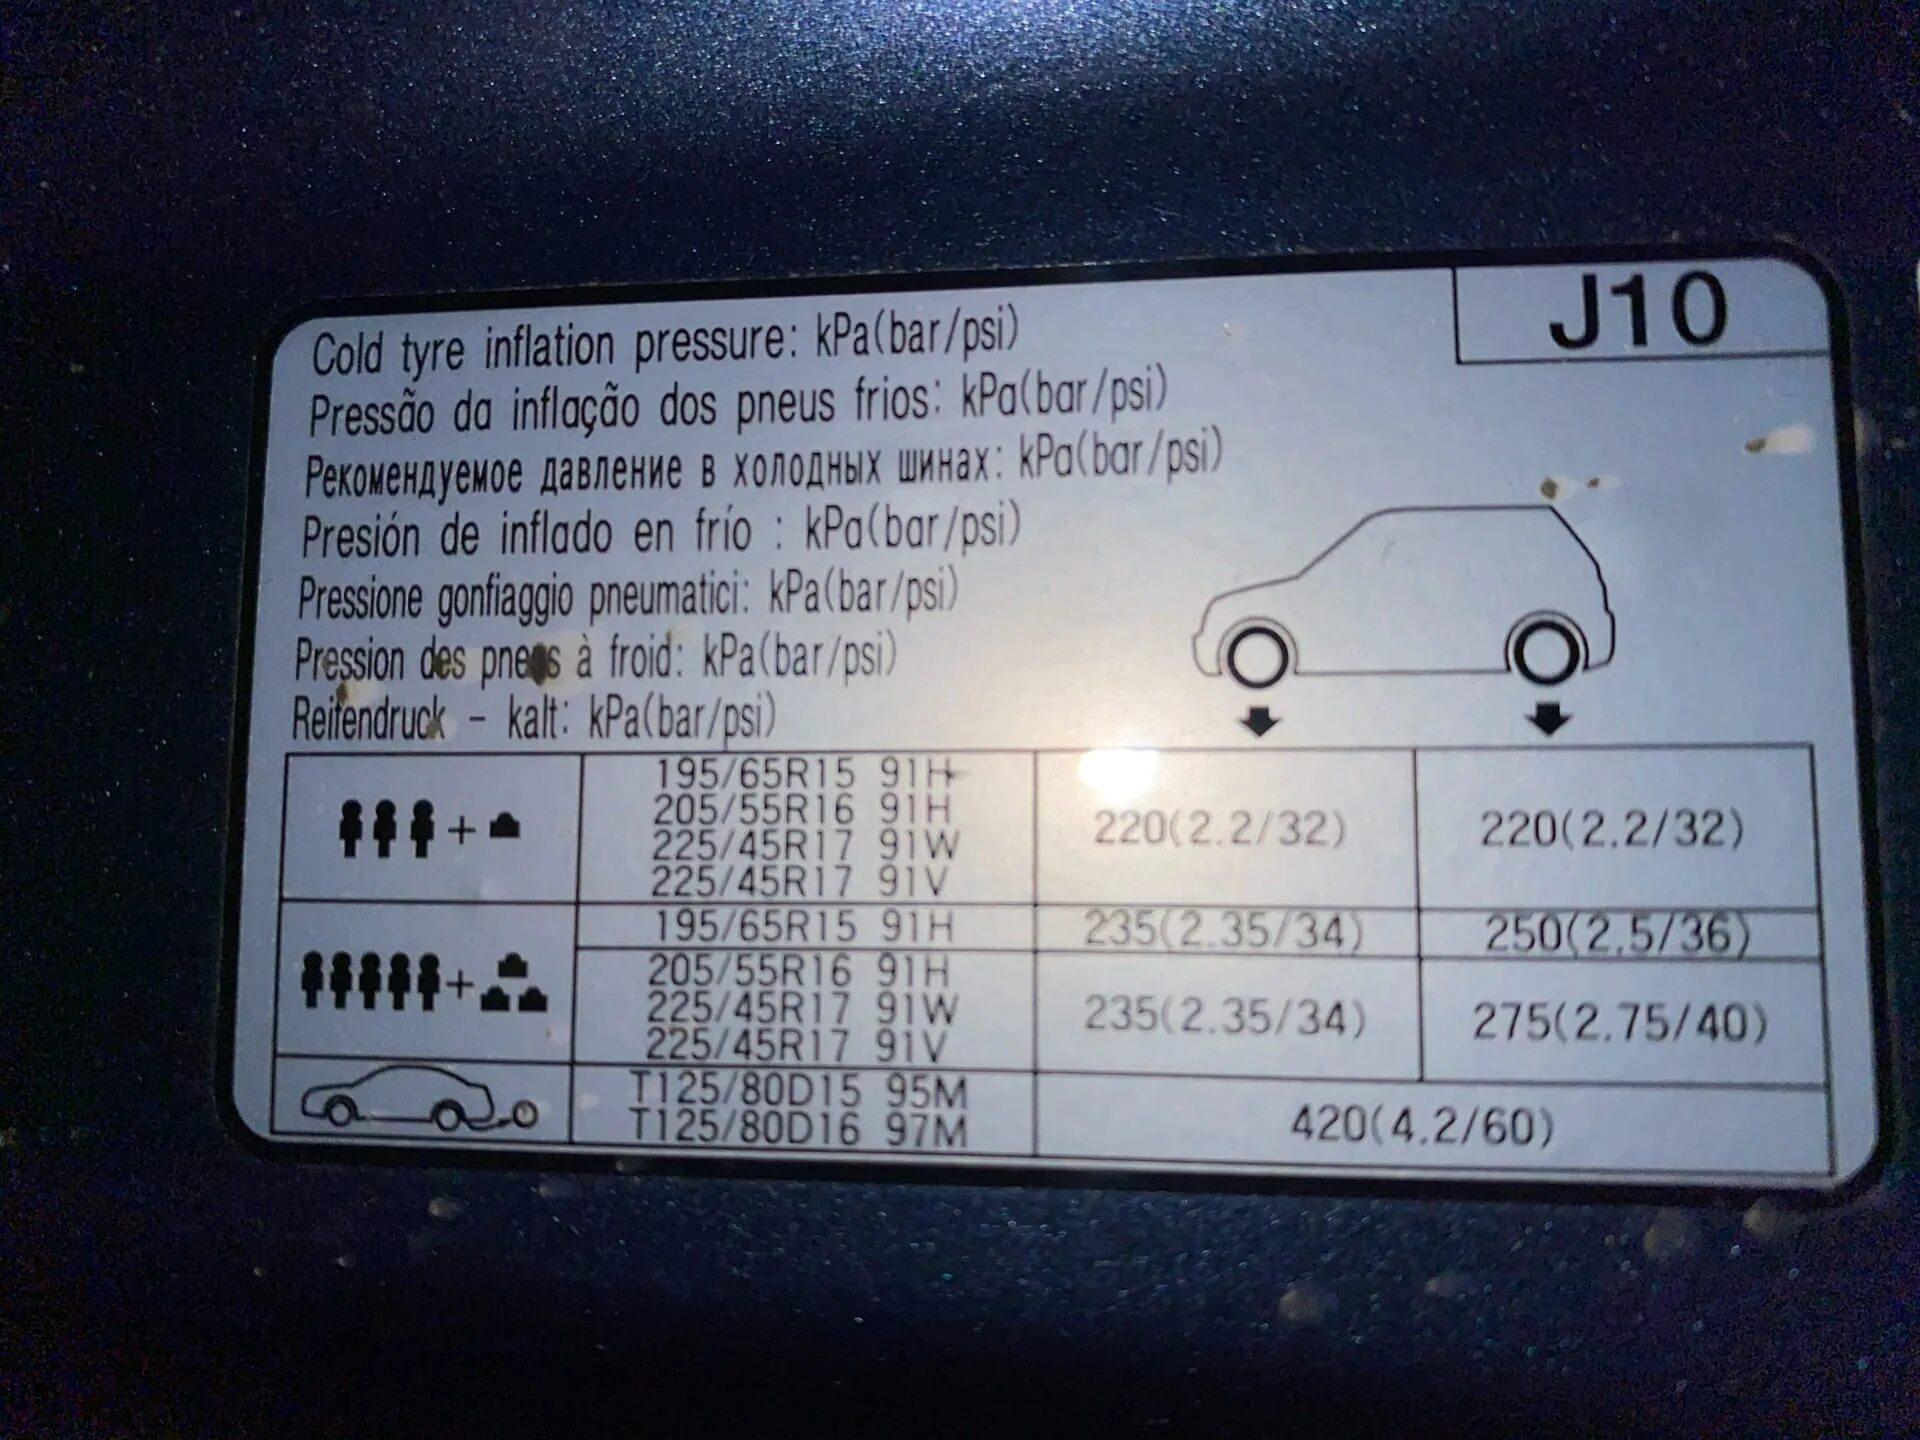 J10
Cold tyre inflation pressure: kPa(bar/psi)
Pressão da inflação dos pneus frios: kPa(bar/psi)
Рекомендуемое давление в холодных шинах: kPa(bar/psi)
Presión de inflado en frío : kPa(bar/psi)
Pressione gonfiaggio pneumatici: kPa(bar/psi)
Pression des pneus à froid: kPa(bar/psi)
Reifendruck - kalt: kPa(bar/psi)
195/65R15 91H
205/55R16 91H
225/45R17 91W
225/45R17 91V
220(2.2/32) 220(2.2/32)
195/65R15 91H 235(2.35/34) 250(2.5/36)
205/55R16 91H
225/45R17 91W
225/45R17 91V
235(2.35/34) 275(2.75/40)
T125/80D15 95M
T125/80D16 97M
420(4.2/60)